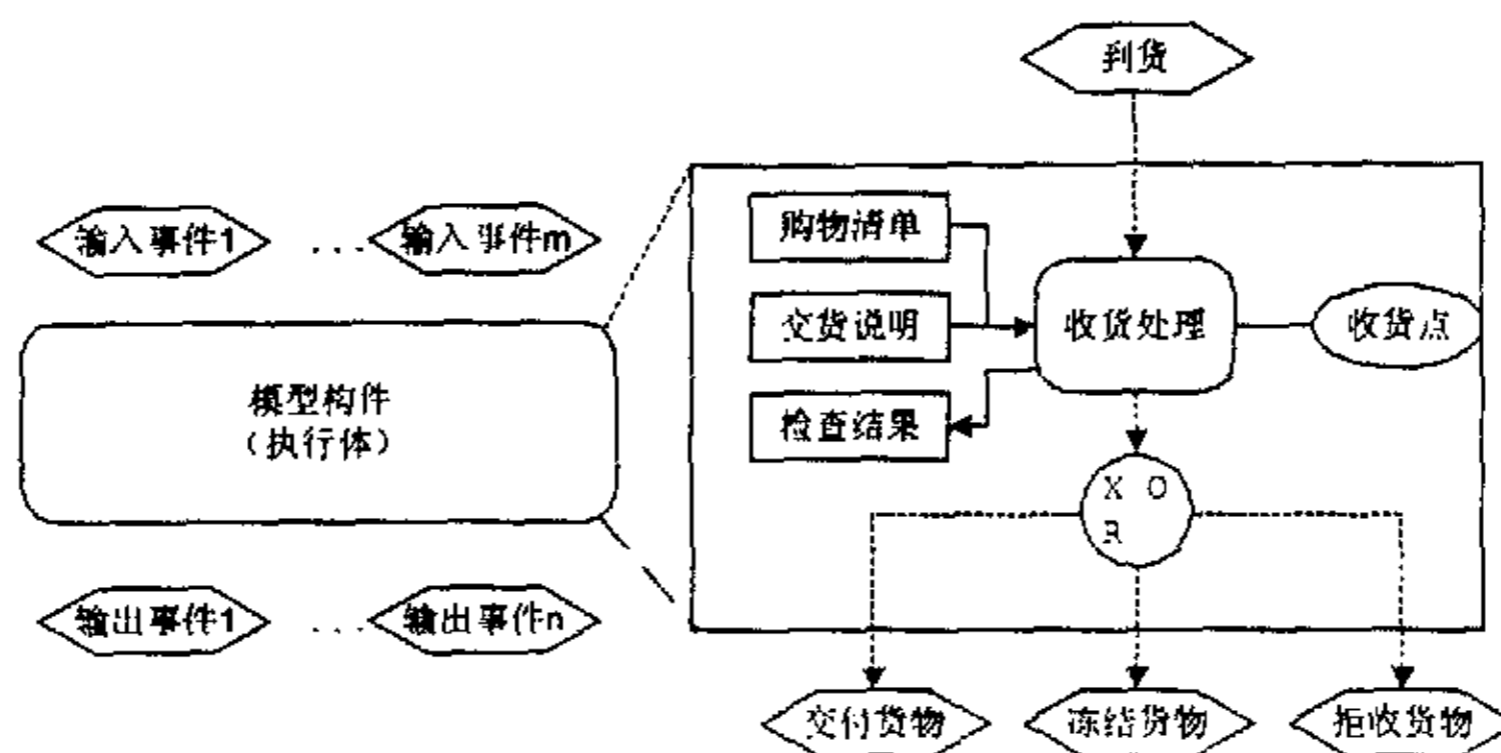 到货
输入事件1
...
输入事件m
模型构件
（执行体）
输出事件1
...
输出事件n
购物清单
交货说明
检查结果
收货处理
收货点
X O
R
交付货物
冻结货物
拒收货物